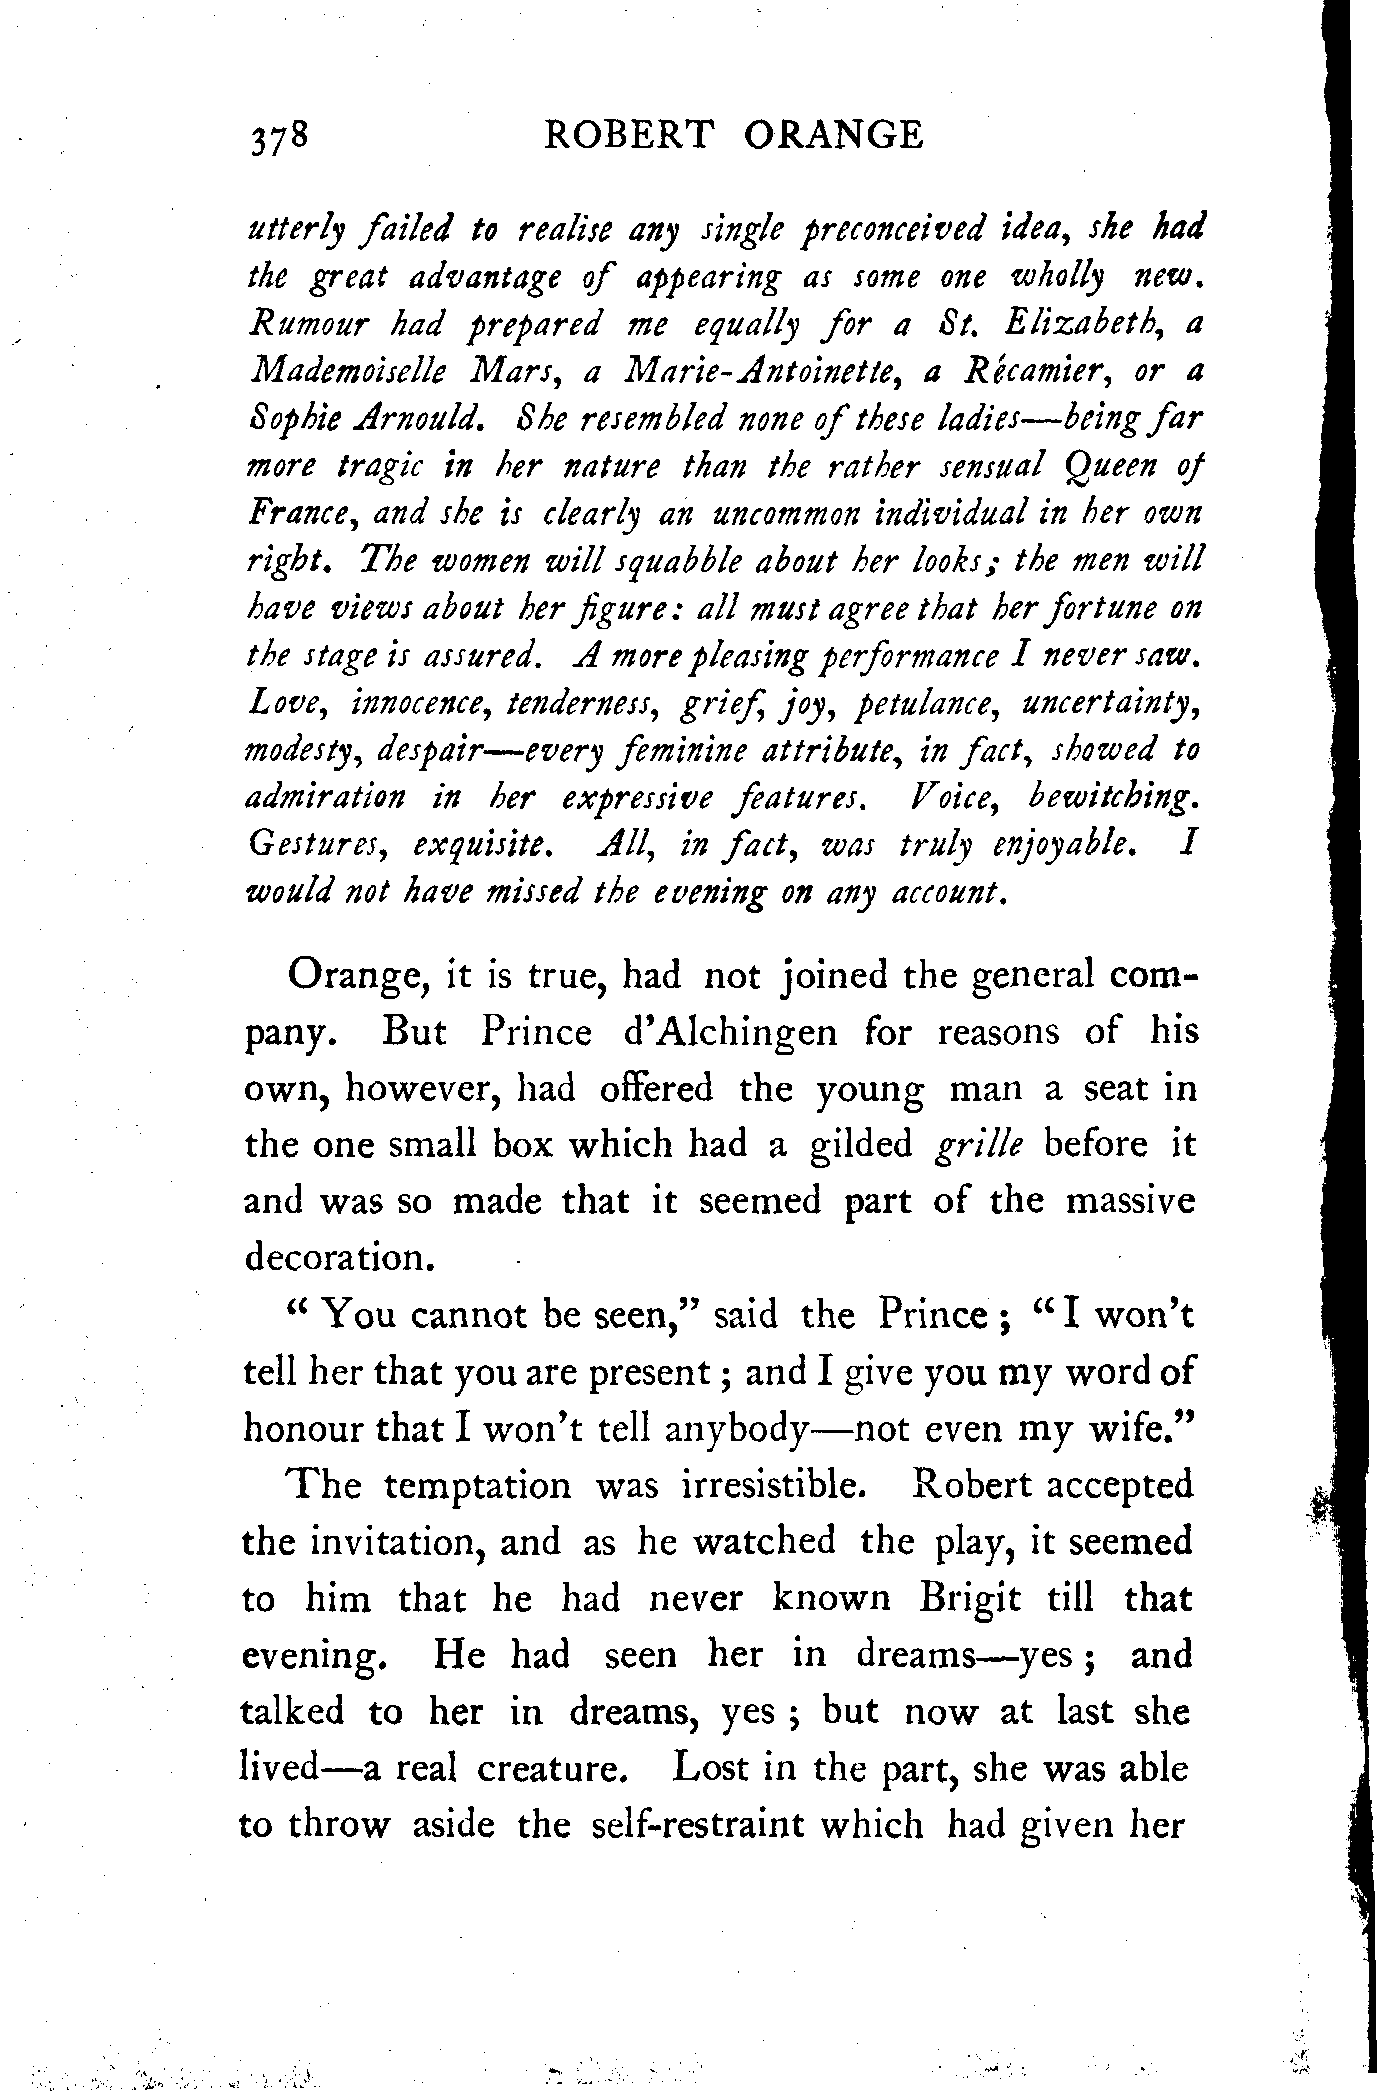 378 ROBERT ORANGE
utterly failed to realise any single preconceived idea, she had
the great advantage of appearing as some one wholly new.
Rumour had prepared me equally for a St. Elizabeth, a
Mademoiselle Mars, a Marie-Antoinette, a Récamier, or a
Sophie Arnould. She resembled none of these ladies—being far
more tragic in her nature than the rather sensual Queen of
France, and she is clearly an uncommon individual in her own
right. The women will squabble about her looks; the men will
have views about her figure: all must agree that her fortune on
the stage is assured. A more pleasing performance I never saw.
Love, innocence, tenderness, grief, joy, petulance, uncertainty,
modesty, despair—every feminine attribute, in fact, showed to
admiration in her expressive features. Voice, bewitching.
Gestures, exquisite. All, in fact, was truly enjoyable. I
would not have missed the evening on any account.
Orange, it is true, had not joined the general com-
pany. But Prince d'Alchingen for reasons of his
own, however, had offered the young man a seat in
the one small box which had a gilded grille before it
and was so made that it seemed part of the massive
decoration.
"You cannot be seen," said the Prince; "I won't
tell her that you are present; and I give you my word of
honour that I won't tell anybody—not even my wife."
The temptation was irresistible. Robert accepted
the invitation, and as he watched the play, it seemed
to him that he had never known Brigit till that
evening. He had seen her in dreams—yes; and
talked to her in dreams, yes; but now at last she
lived—a real creature. Lost in the part, she was able
to throw aside the self-restraint which had given her